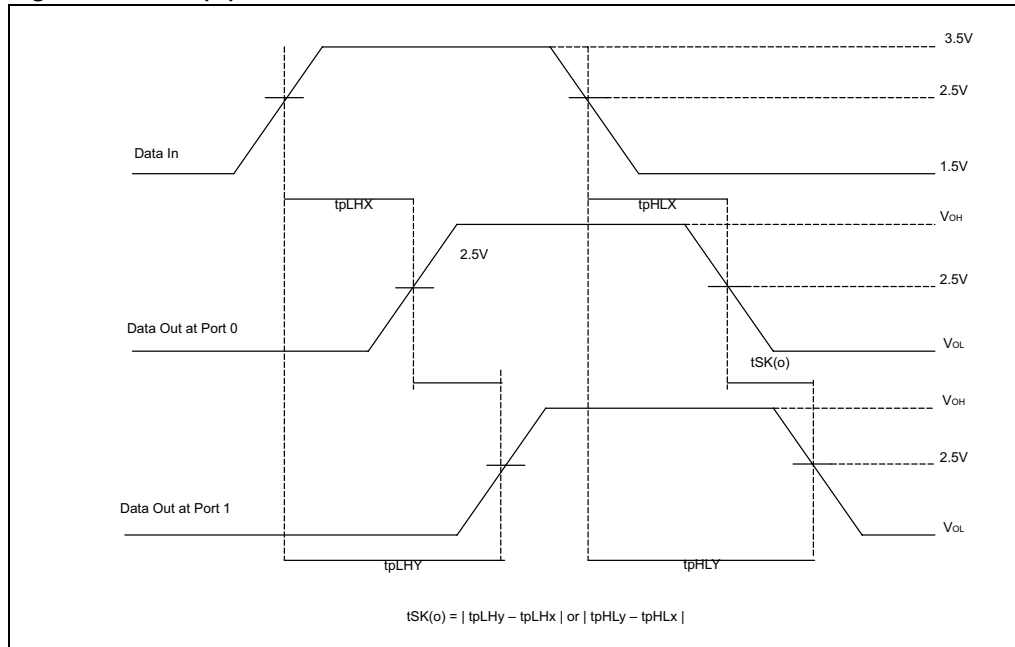 3.5V
2.5V
Data In
1.5V
tpLHX
tpHLX
VOH
2.5V
2.5V
Data Out at Port 0
VOL
tSK(o)
VOH
2.5V
Data Out at Port 1
VOL
tpLHY
tpHLY
tSK(o) = | tpLHy – tpLHx | or | tpHLy – tpHLx |